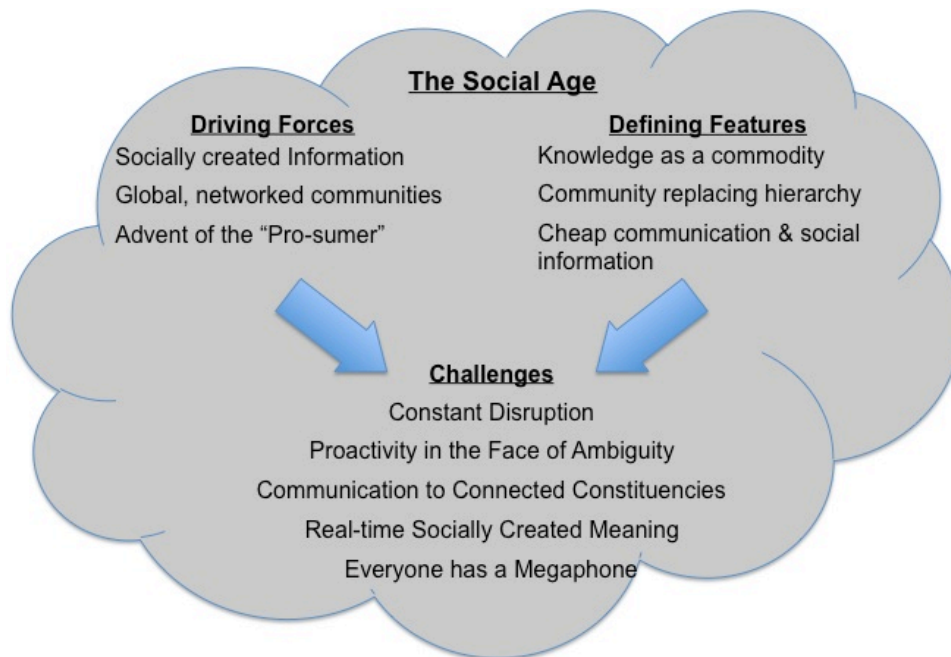 The Social Age
Driving Forces
Socially created Information
Global, networked communities
Advent of the “Pro-sumer”
Defining Features
Knowledge as a commodity
Community replacing hierarchy
Cheap communication & social
information
Challenges
Constant Disruption
Proactivity in the Face of Ambiguity
Communication to Connected Constituencies
Real-time Socially Created Meaning
Everyone has a Megaphone